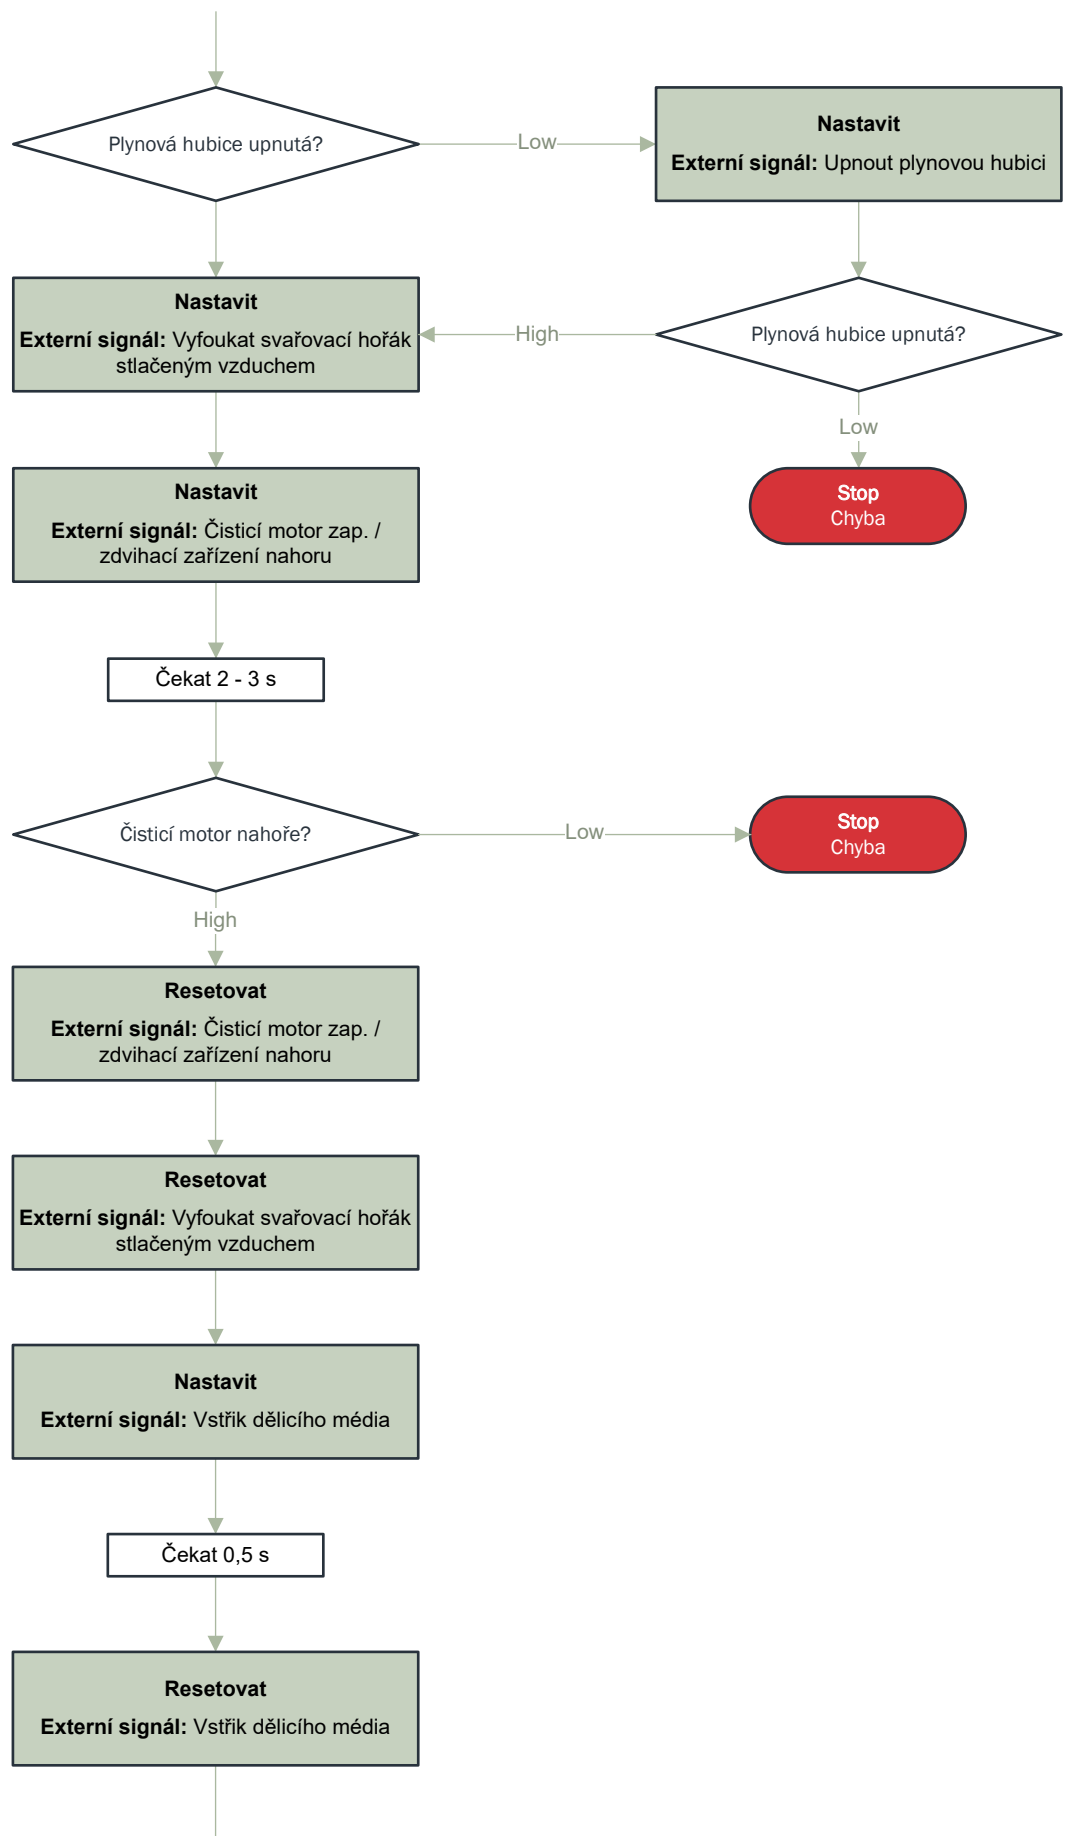 Plynová hubice upnutá?
Low
Nastavit
Externí signál: Upnout plynovou hubici
Nastavit
Externí signál: Vyfoukat svařovací hořák
stlačeným vzduchem
High
Plynová hubice upnutá?
Low
Stop
Chyba
Nastavit
Externí signál: Čisticí motor zap. /
zdvihací zařízení nahoru
Čekat 2 - 3 s
Čisticí motor nahoře?
Low
Stop
Chyba
High
Resetovat
Externí signál: Čisticí motor zap. /
zdvihací zařízení nahoru
Resetovat
Externí signál: Vyfoukat svařovací hořák
stlačeným vzduchem
Nastavit
Externí signál: Vstřik dělicího média
Čekat 0,5 s
Resetovat
Externí signál: Vstřik dělicího média